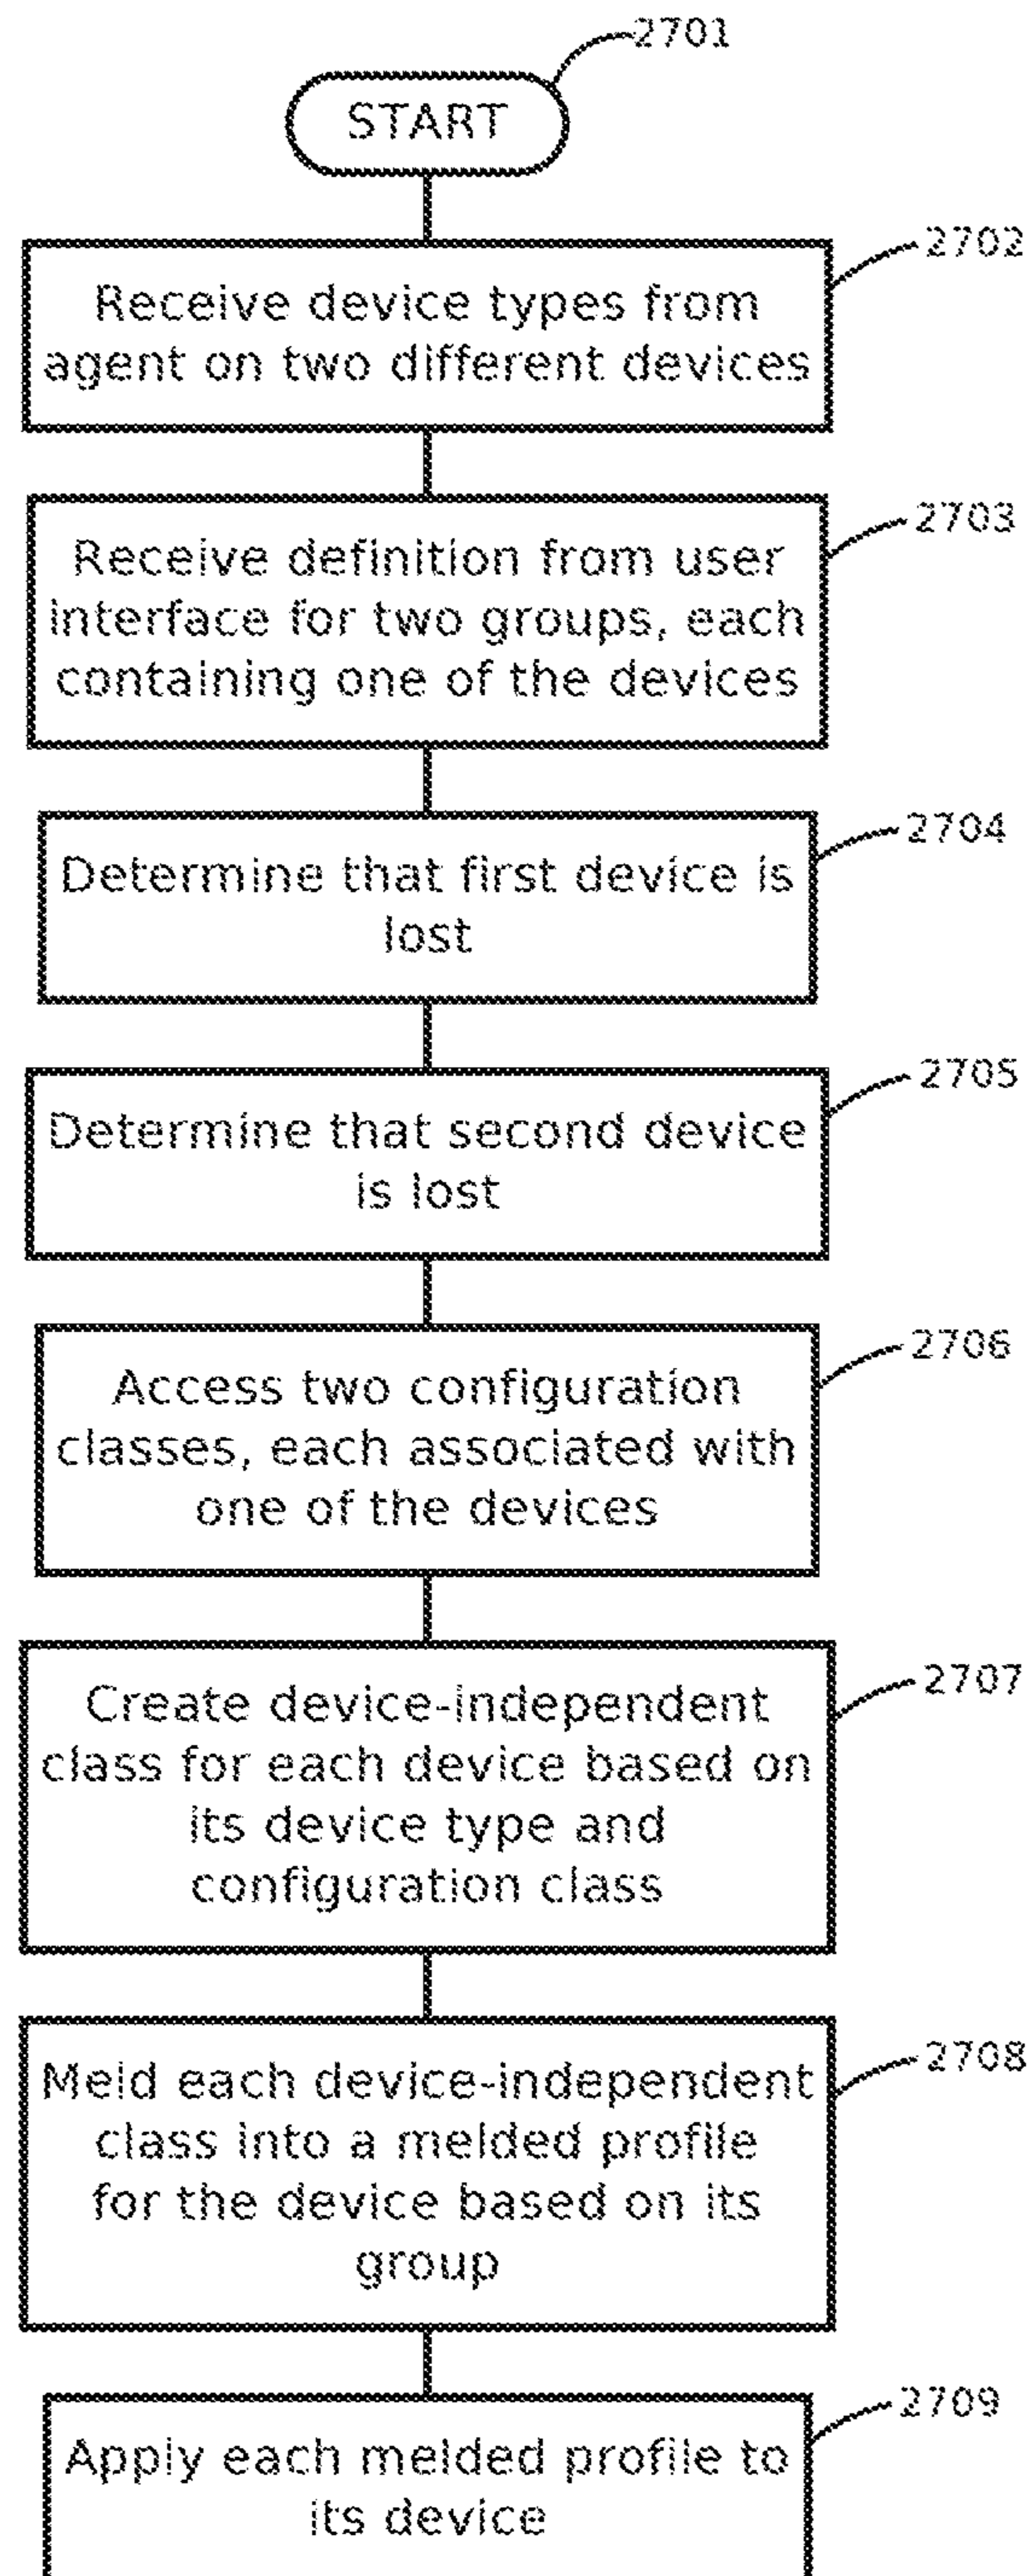 2701
START
2702
Receive device types from
agent on two different devices
2703
Receive definition from user
interface for two groups, each
containing one of the devices
2704
Determine that first device is
lost
2705
Determine that second device
is lost
2706
Access two configuration
classes, each associated with
one of the devices
2707
Create device-independent
class for each device based on
its device type and
configuration class
2708
Meld each device-independent
class into a melded profile
for the device based on its
group
2709
Apply each melded profile to
its device